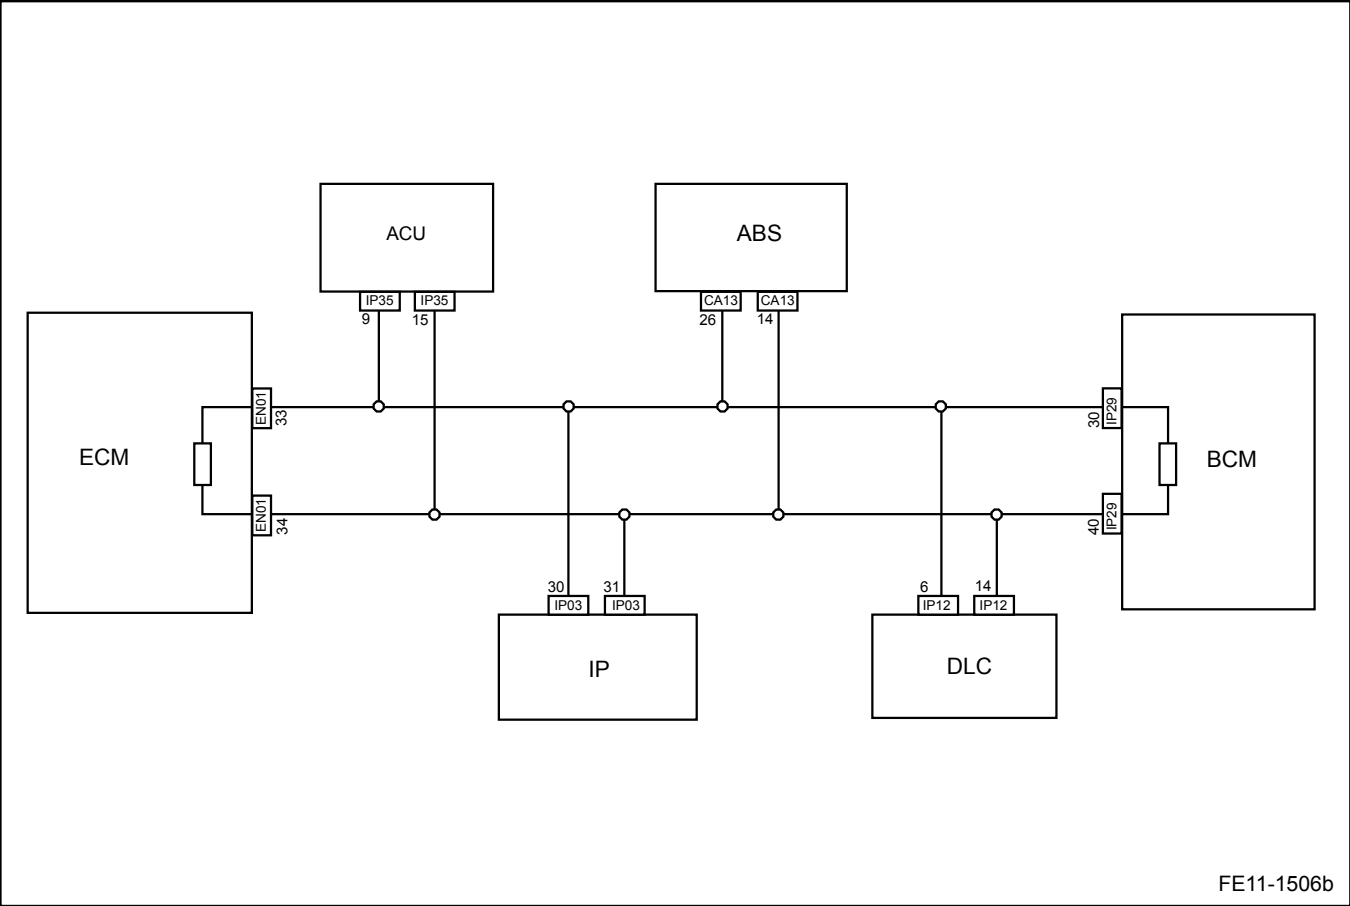 ACU
ABS
IP35
IP35
CA13
CA13
9
15
26
14
ECM
EN01
33
EN01
34
30
IP29
40
IP29
BCM
30
31
6
14
IP03
IP03
IP12
IP12
IP
DLC
FE11-1506b